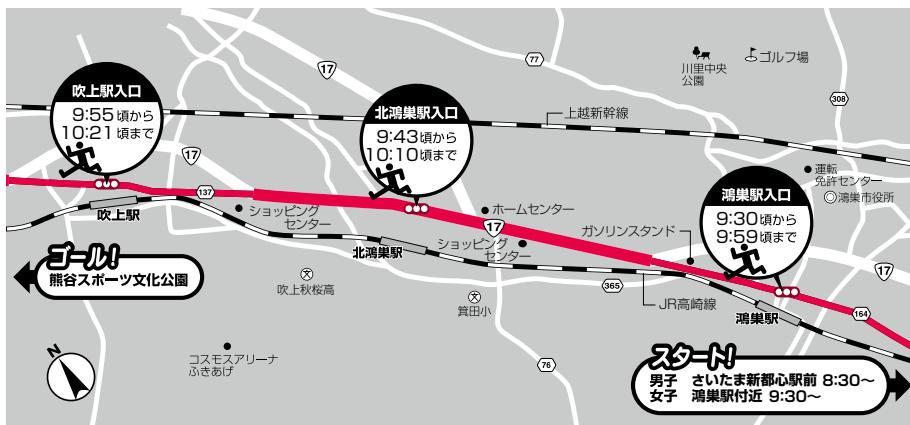 17
77
川里中央
公園
ゴルフ場
308
吹上駅入口
9:55頃から
10:21頃まで
北鴻巣駅入口
9:43頃から
10:10頃まで
上越新幹線
17
137
吹上駅
ショッピング
センター
ホームセンター
17
北鴻巣駅
ショッピング
センター
ガソリンスタンド
鴻巣駅入口
9:30頃から
9:59頃まで
運転
免許センター
鴻巣市役所
17
ゴール!
熊谷スポーツ文化公園
文
吹上秋桜高
文
箕田小
365
JR高崎線
鴻巣駅
164
コスモスアリーナ
ふきあげ
76
N
スタート!
男子 さいたま新都心駅前 8:30〜
女子 鴻巣駅付近 9:30〜